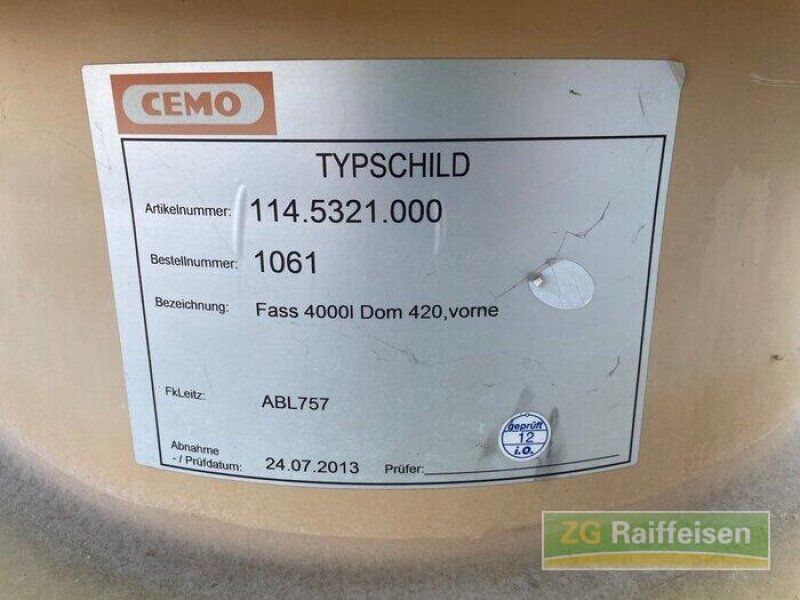 CEMO
TYPSCHILD
Artikelnummer: 114.5321.000
Bestellnummer: 1061
Bezeichnung: Fass 4000l Dom 420,vorne
FkLeitz: ABL757
Abnahme
- / Prüfdatum: 24.07.2013 Prüfer:
geprüft
12
i.o.
ZG Raiffeisen